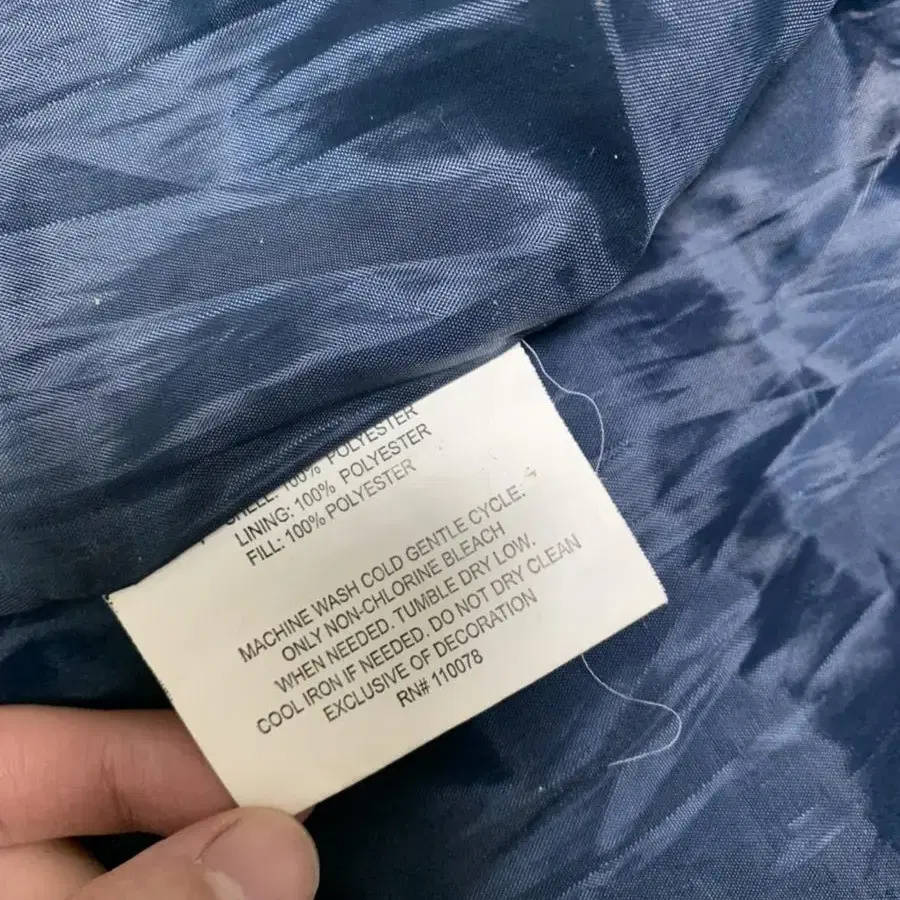 SHELL: 100% POLYESTER
LINING: 100% POLYESTER
FILL: 100% POLYESTER
MACHINE WASH COLD GENTLE CYCLE.
ONLY NON-CHLORINE BLEACH
WHEN NEEDED. TUMBLE DRY LOW,
COOL IRON IF NEEDED. DO NOT DRY CLEAN
EXCLUSIVE OF DECORATION
RN# 110078